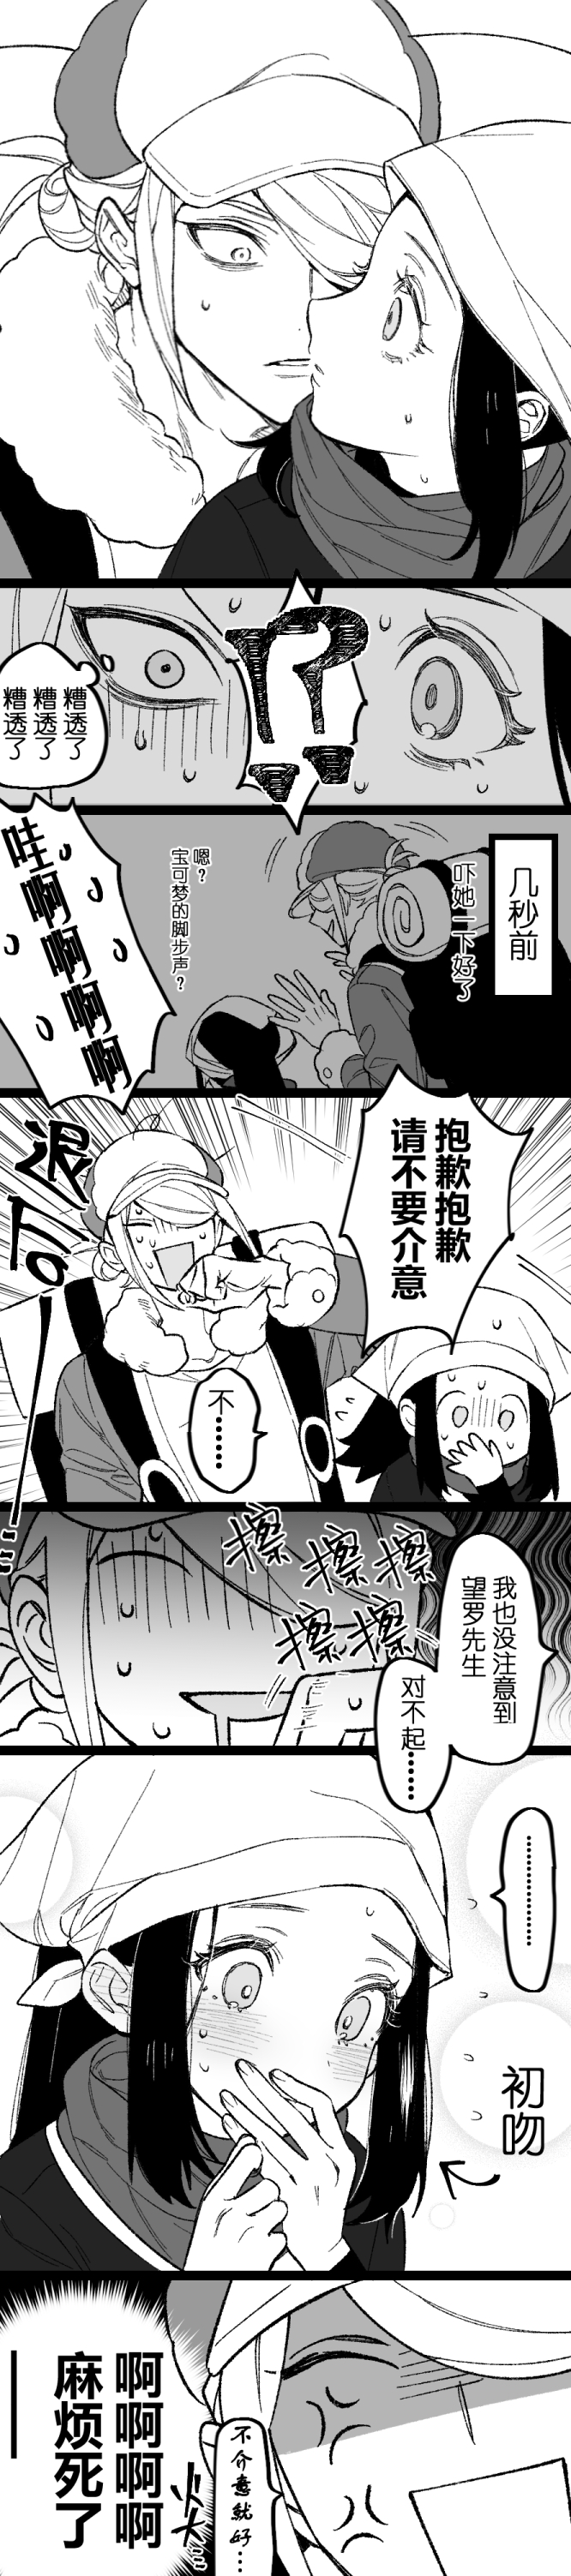 !?
糟透了
糟透了
糟透了
几秒前
吓她一下好了
嗯?
宝可梦的脚步声?
哇啊啊啊啊
抱歉抱歉
请不要介意
退下
不……
我也没注意到
望罗先生
对不起……
擦擦擦
擦擦
…………
初吻
不介意就好…
啊啊啊啊
麻烦死了